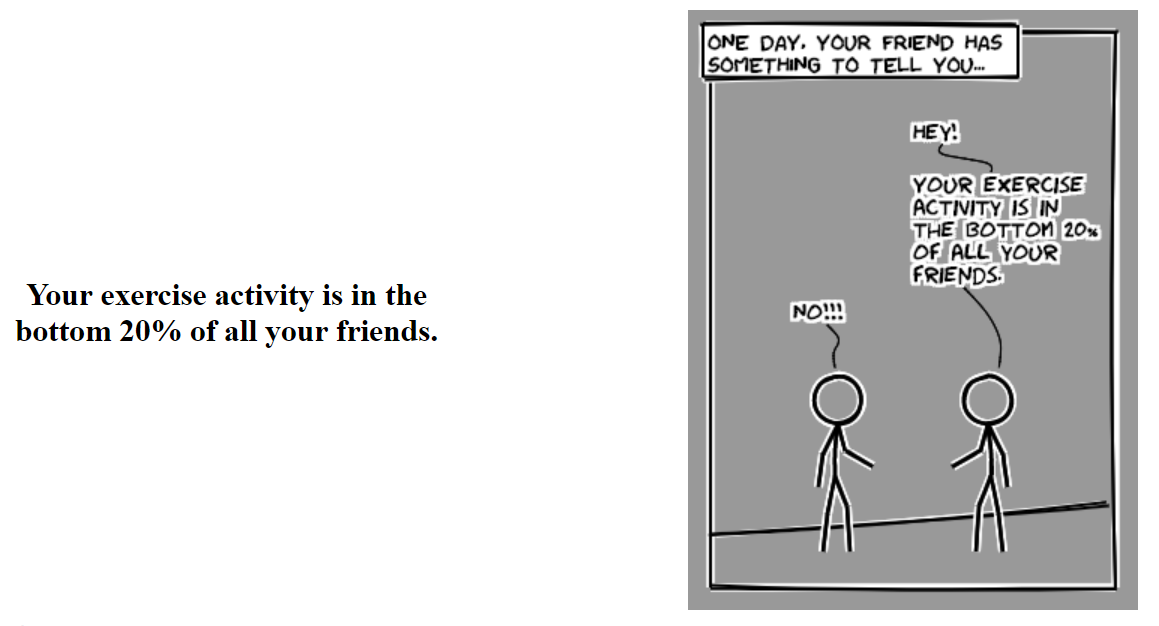 Your exercise activity is in the
bottom 20% of all your friends.
ONE DAY, YOUR FRIEND HAS
SOMETHING TO TELL YOU...
HEY!
YOUR EXERCISE
ACTIVITY IS IN
THE BOTTOM 20%
OF ALL YOUR
FRIENDS.
NO!!!